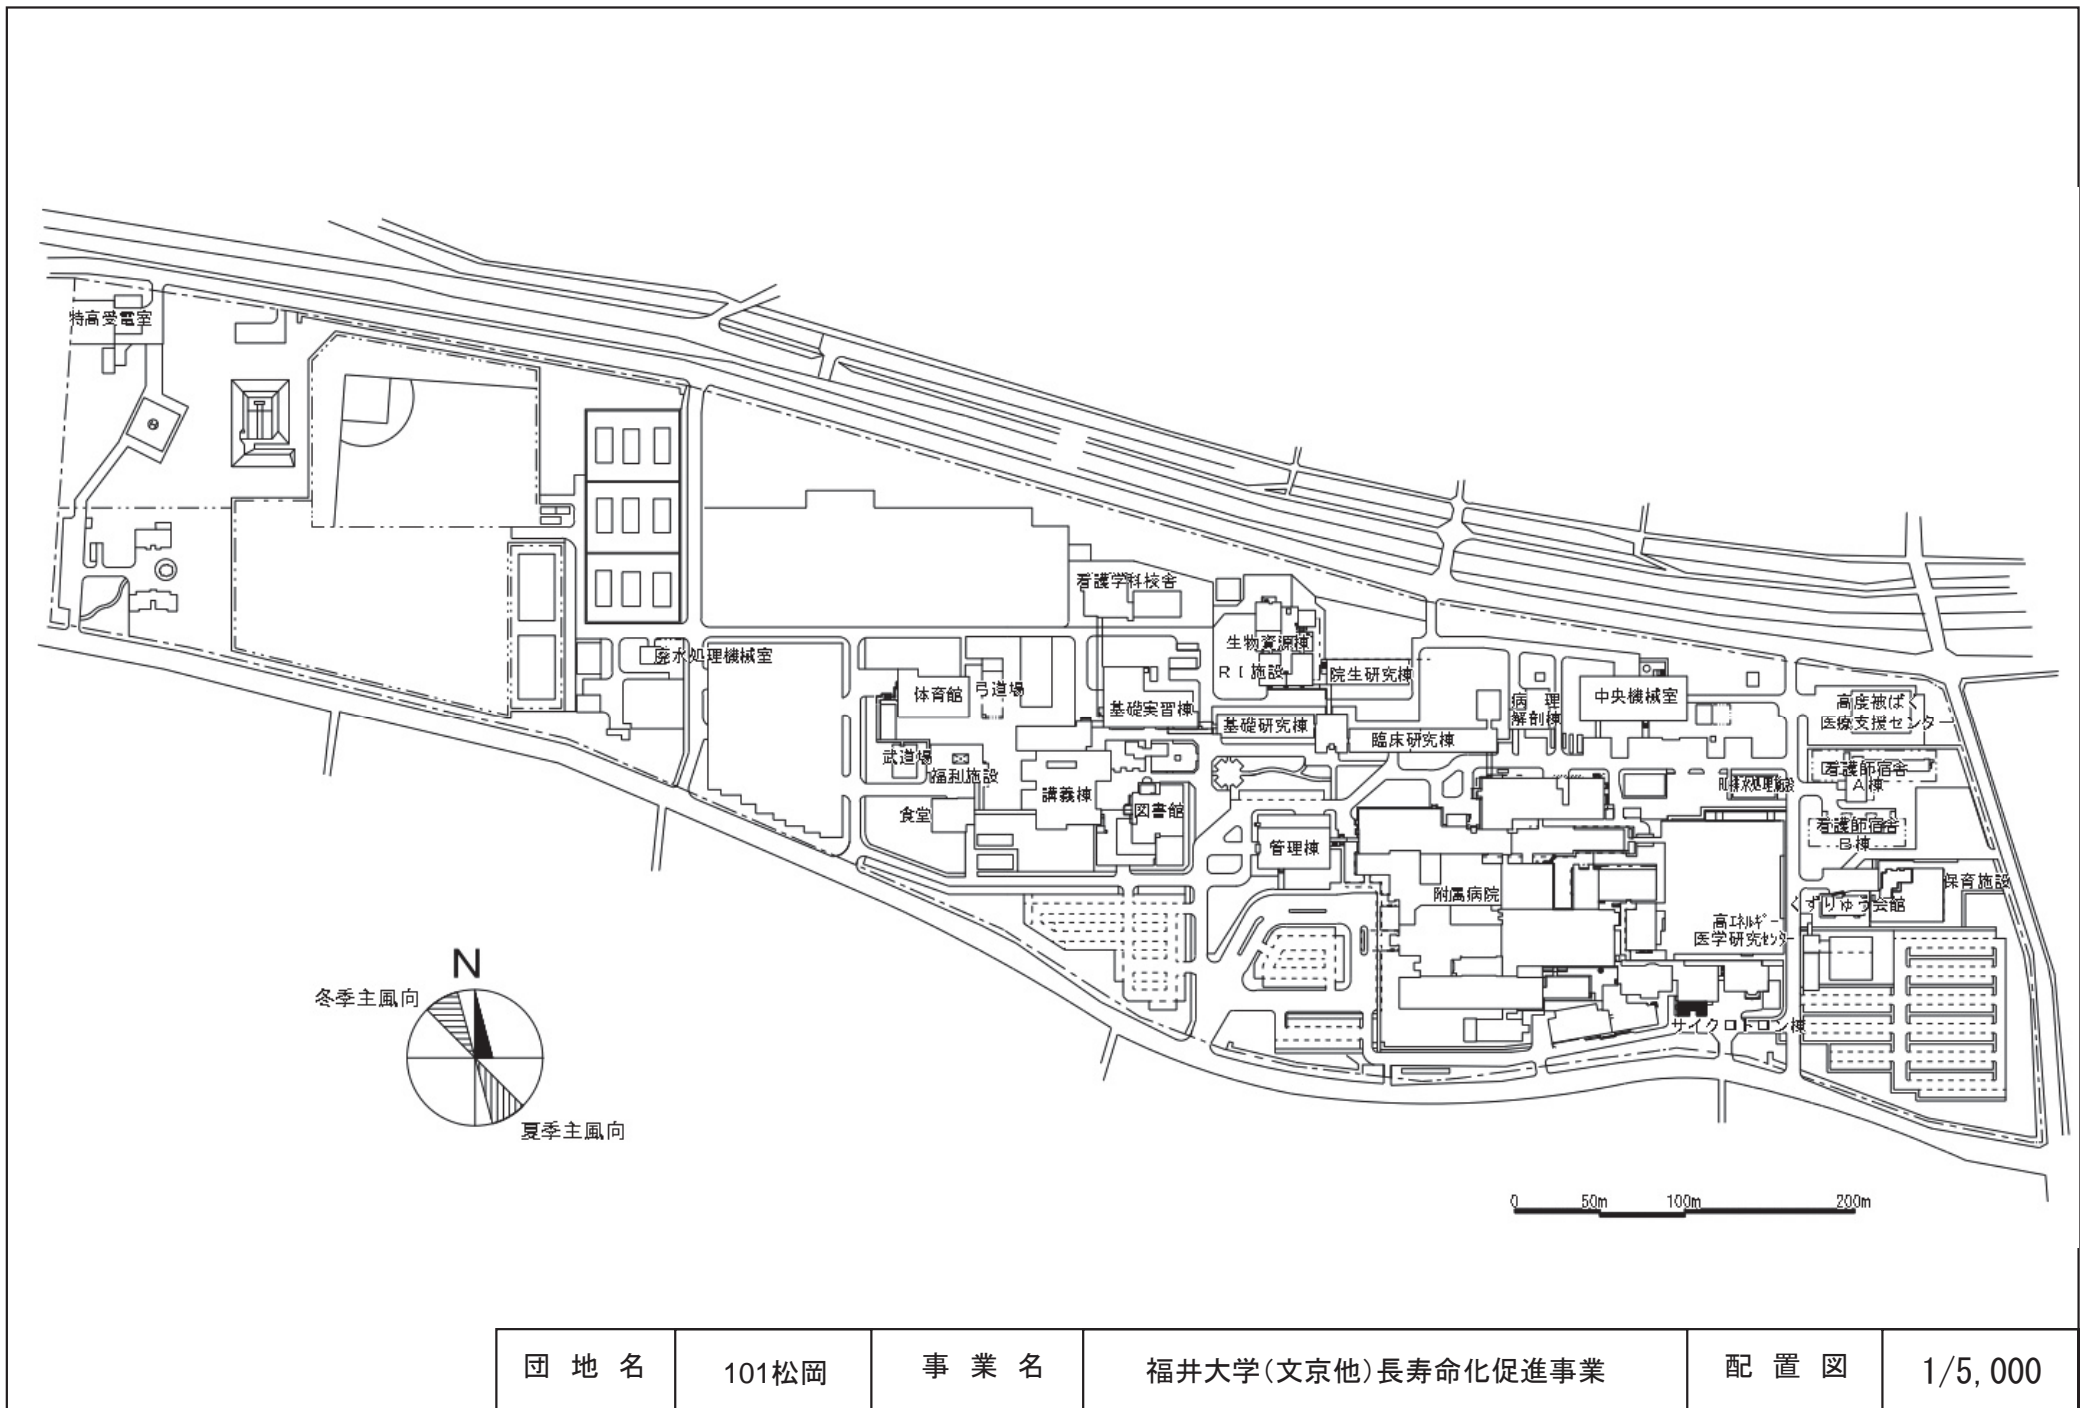 特高受電室
看護学科校舎
生物資源棟
廃水処理機械室
RI施設
院生研究棟
体育館
弓道場
基礎実習棟
病理
解剖棟
中央機械室
高度被ばく
医療支援センター
基礎研究棟
臨床研究棟
武道場
福利施設
講義棟
看護師宿舎
A棟
食堂
図書館
看護師宿舎
B棟
管理棟
附属病院
保育施設
くずりゅう会館
高エネルギー
医学研究センター
サイクロトロン棟
N
冬季主風向
夏季主風向
0 50m 100m 200m
団地名 101松岡 事業名 福井大学(文京他)長寿命化促進事業 配置図 1/5,000